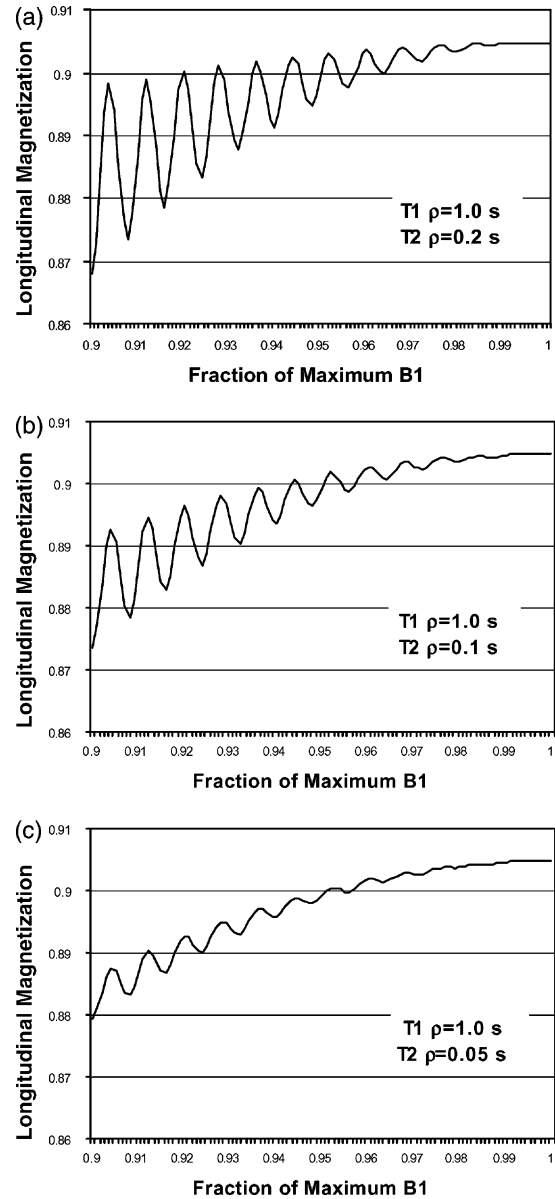 (a)
0.91
0.9
0.89
0.88
0.87
0.86
Longitudinal Magnetization
T1 ρ=1.0 s
T2 ρ=0.2 s
0.9 0.91 0.92 0.93 0.94 0.95 0.96 0.97 0.98 0.99 1
Fraction of Maximum B1
(b)
0.91
0.9
0.89
0.88
0.87
0.86
Longitudinal Magnetization
T1 ρ=1.0 s
T2 ρ=0.1 s
0.9 0.91 0.92 0.93 0.94 0.95 0.96 0.97 0.98 0.99 1
Fraction of Maximum B1
(c)
0.91
0.9
0.89
0.88
0.87
0.86
Longitudinal Magnetization
T1 ρ=1.0 s
T2 ρ=0.05 s
0.9 0.91 0.92 0.93 0.94 0.95 0.96 0.97 0.98 0.99 1
Fraction of Maximum B1